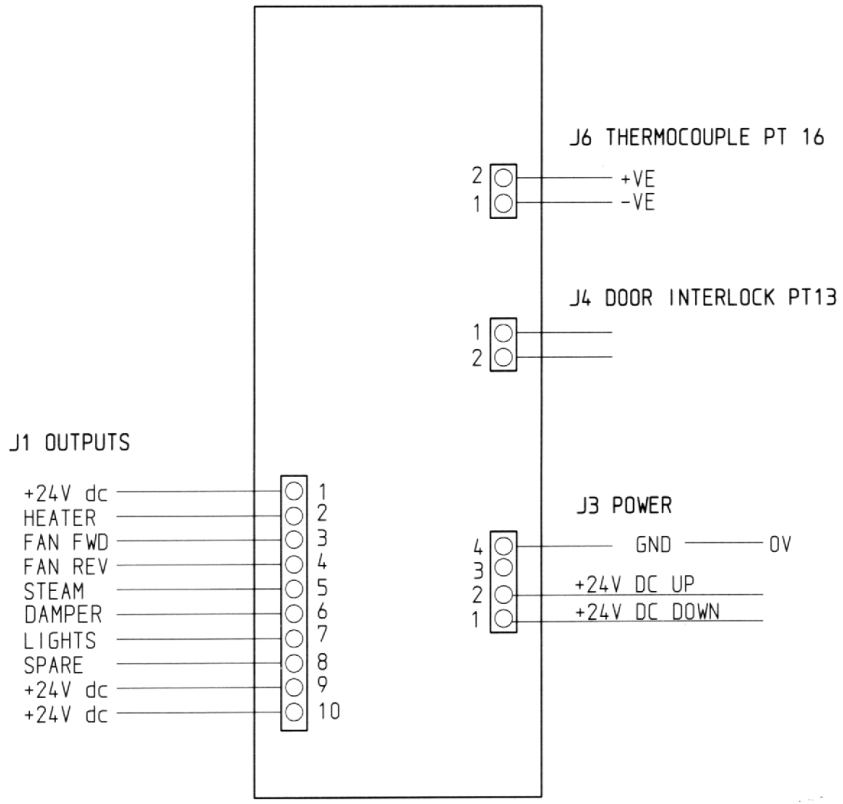 J6 THERMOCOUPLE PT 16
2 +VE
1 -VE
J4 DOOR INTERLOCK PT13
1
2
J1 OUTPUTS
+24V dc 1
HEATER 2
FAN FWD 3
FAN REV 4
STEAM 5
DAMPER 6
LIGHTS 7
SPARE 8
+24V dc 9
+24V dc 10
J3 POWER
4 GND 0V
3
2 +24V DC UP
1 +24V DC DOWN